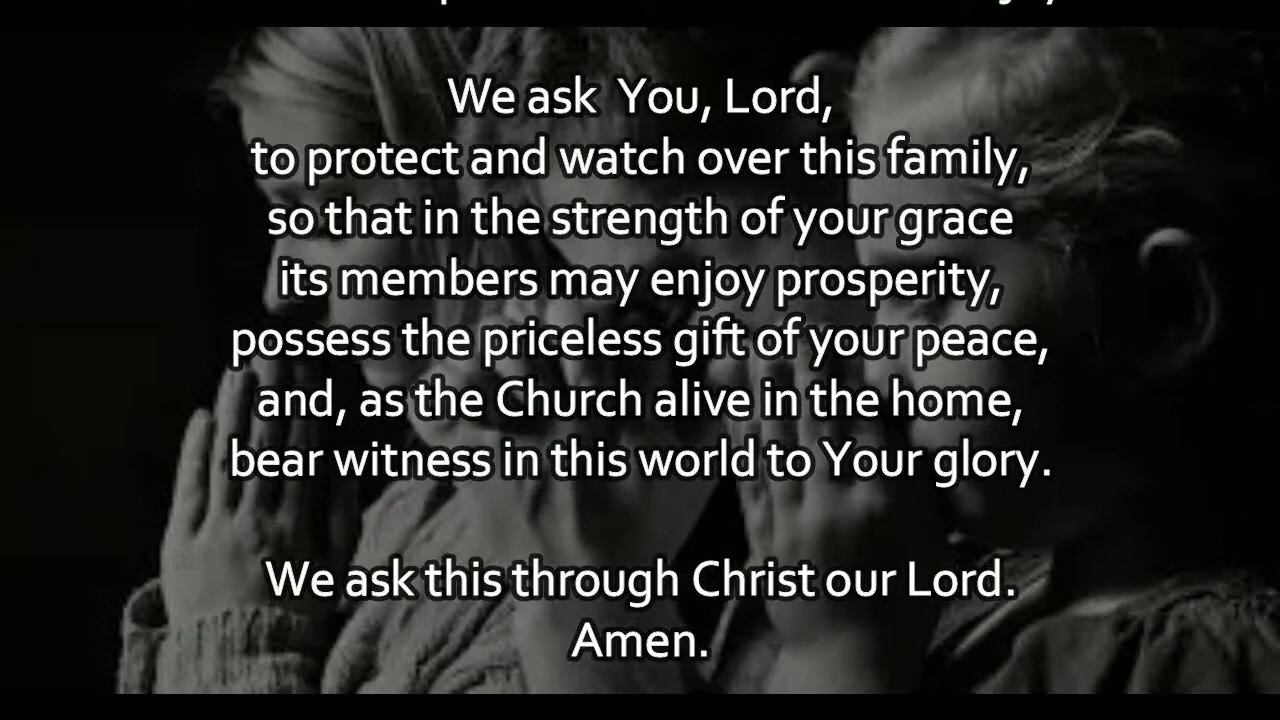 We ask You, Lord,
to protect and watch over this family,
so that in the strength of your grace
its members may enjoy prosperity,
possess the priceless gift of your peace,
and, as the Church alive in the home,
bear witness in this world to Your glory.
We ask this through Christ our Lord.
Amen.